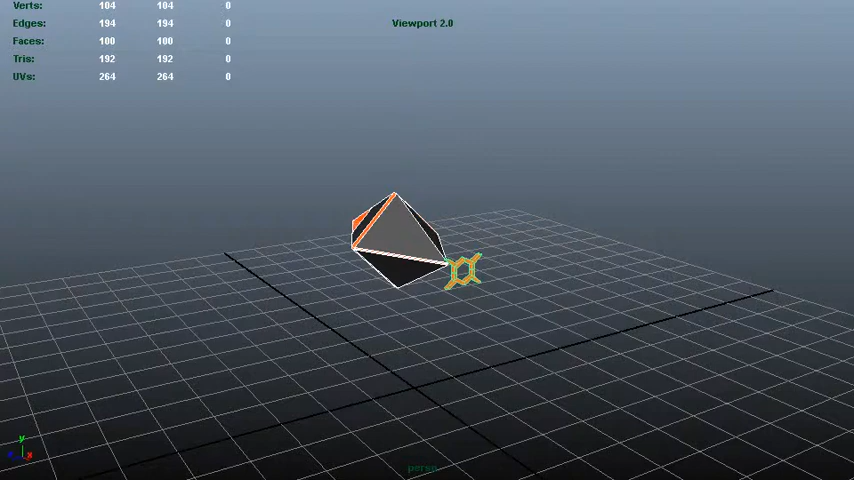 Verts: 104 104 0
Viewport 2.0
Edges: 194 194 0
Faces: 100 100 0
Tris: 192 192 0
UVs: 264 264 0
y
x
persp